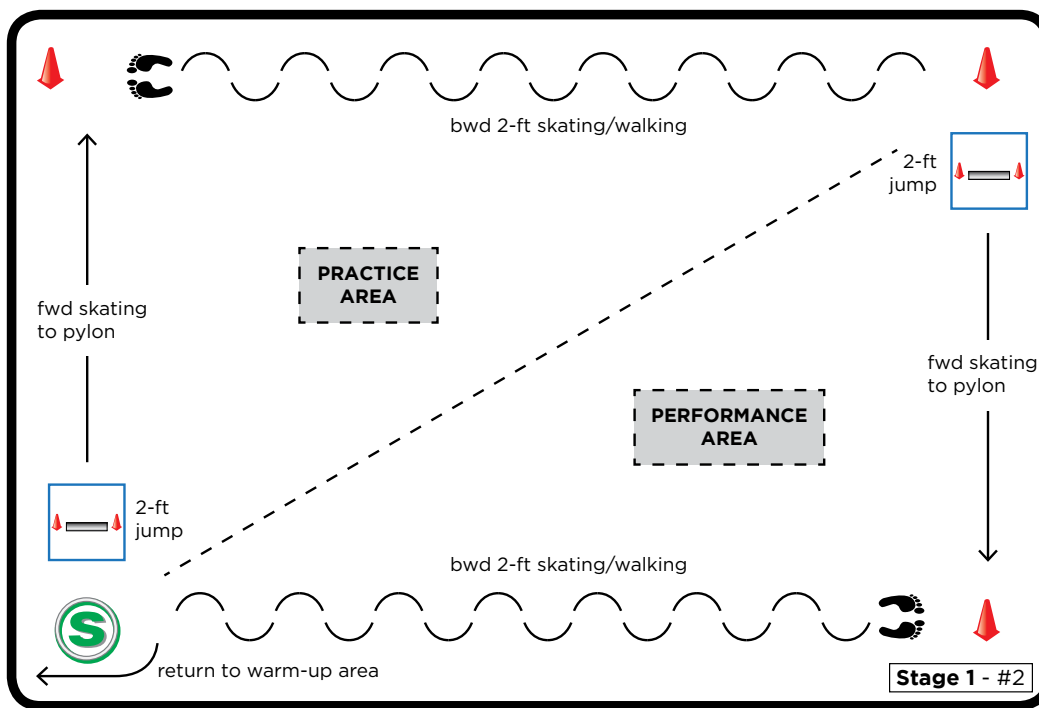 bwd 2-ft skating/walking
2-ft
jump
PRACTICE
AREA
fwd skating
to pylon
fwd skating
to pylon
PERFORMANCE
AREA
2-ft
jump
bwd 2-ft skating/walking
S
return to warm-up area
Stage 1 - #2